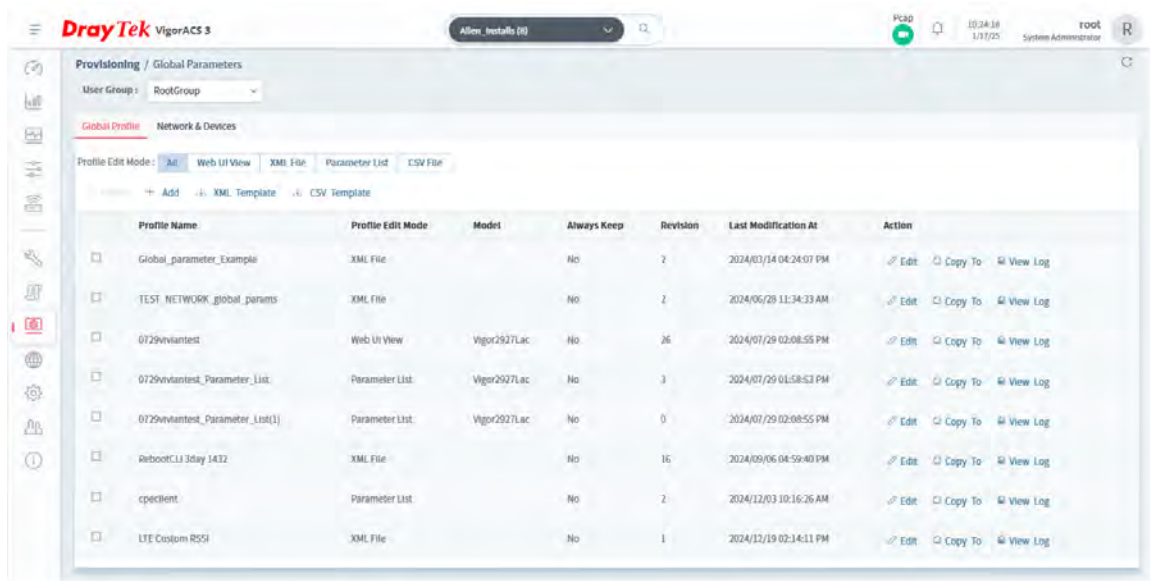 DrayTek VigorACS 3
Allen_Installs (8)
Pcap
10:24:18
1/17/25
root
System Administrator
R
Provisioning / Global Parameters
User Group :
RootGroup
Global Profile
Network & Devices
Profile Edit Mode : All Web UI View XML File Parameter List CSV File
+ Add XML Template CSV Template
Profile Name Profile Edit Mode Model Always Keep Revision Last Modification At Action
Global_parameter_Example XML File No 2 2024/03/14 04:24:07 PM Edit Copy To View Log
TEST_NETWORK_global_params XML File No 2 2024/06/28 11:34:33 AM Edit Copy To View Log
0729viviantest Web UI View Vigor2927Lac No 26 2024/07/29 02:08:55 PM Edit Copy To View Log
0729viviantest_Parameter_List Parameter List Vigor2927Lac No 3 2024/07/29 01:58:53 PM Edit Copy To View Log
0729viviantest_Parameter_List(1) Parameter List Vigor2927Lac No 0 2024/07/29 02:08:55 PM Edit Copy To View Log
RebootCLI 3day 1432 XML File No 16 2024/09/06 04:59:40 PM Edit Copy To View Log
cpeclient Parameter List No 2 2024/12/03 10:16:26 AM Edit Copy To View Log
LTE Custom RSSI XML File No 1 2024/12/19 02:14:11 PM Edit Copy To View Log